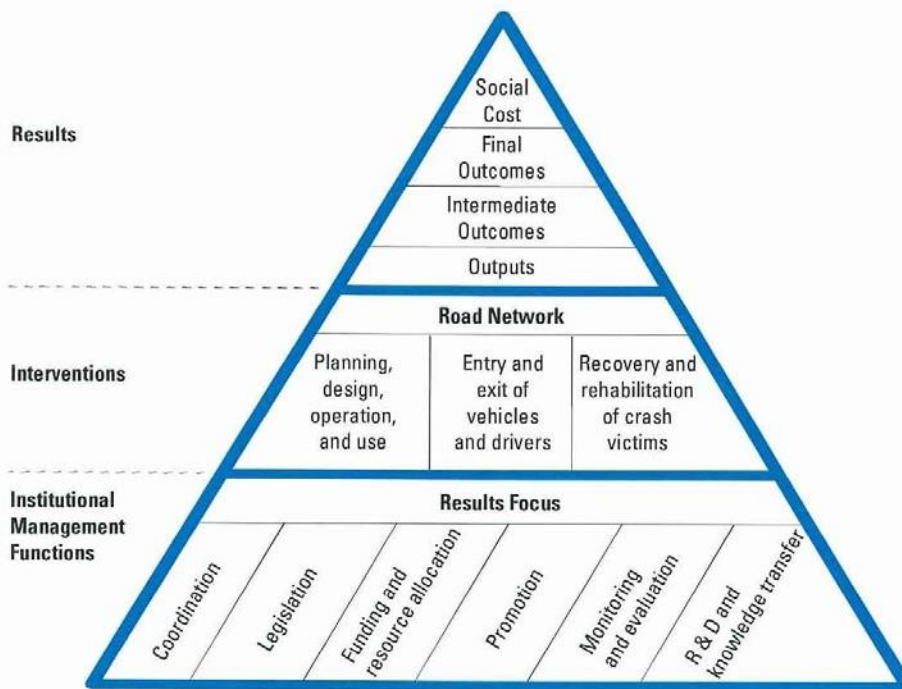 Results
Social
Cost
Final
Outcomes
Intermediate
Outcomes
Outputs
Interventions
Road Network
Planning,
design,
operation,
and use
Entry and
exit of
vehicles
and drivers
Recovery and
rehabilitation
of crash
victims
Institutional
Management
Functions
Results Focus
Coordination
Legislation
Funding and
resource allocation
Promotion
Monitoring
and evaluation
R & D and
knowledge transfer